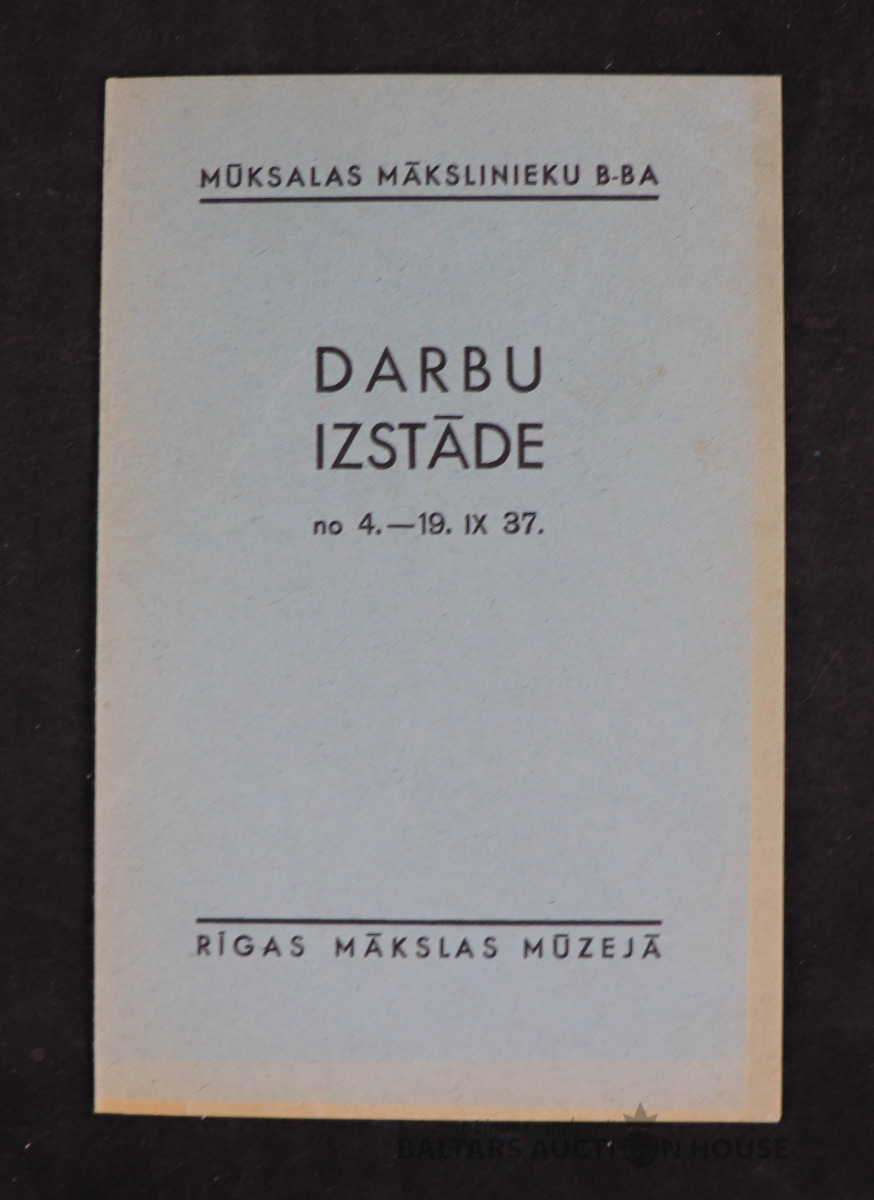 MŪKSALAS MĀKSLINIEKU B-BA
DARBU
IZSTĀDE
no 4.—19. IX 37.
RĪGAS MĀKSLAS MŪZEJĀ
BALTARS AUCTION HOUSE